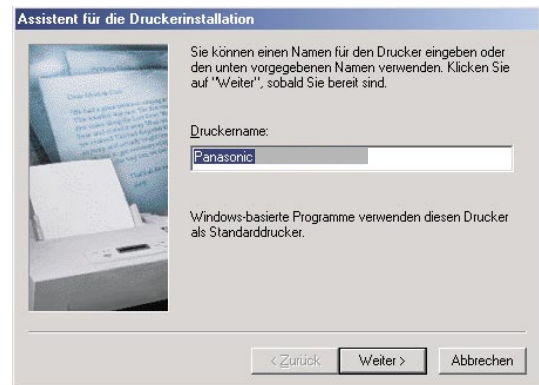 Assistent für die Druckerinstallation
Sie können einen Namen für den Drucker eingeben oder
den unten vorgegebenen Namen verwenden. Klicken Sie
auf "Weiter", sobald Sie bereit sind.
Druckername:
Panasonic
Windows-basierte Programme verwenden diesen Drucker
als Standarddrucker.
< Zurück
Weiter >
Abbrechen